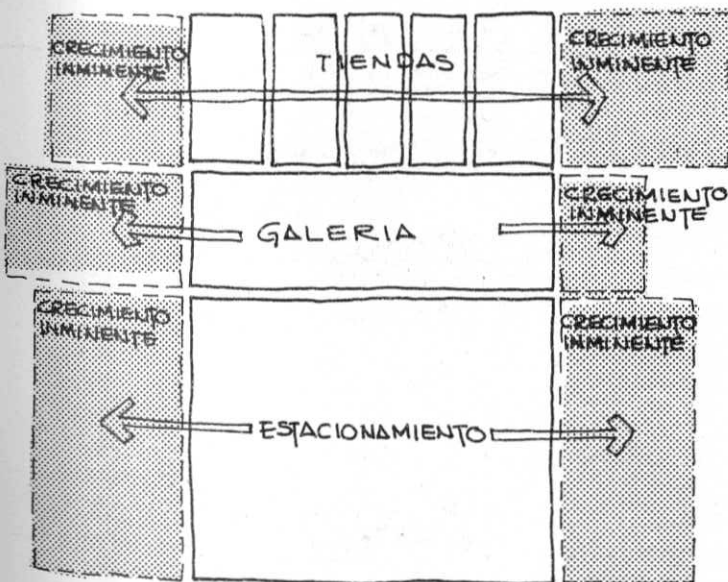 CRECIMIENTO
INMINENTE
TIENDAS
CRECIMIENTO
INMINENTE
CRECIMIENTO
INMINENTE
GALERIA
CRECIMIENTO
INMINENTE
CRECIMIENTO
INMINENTE
CRECIMIENTO
INMINENTE
ESTACIONAMIENTO